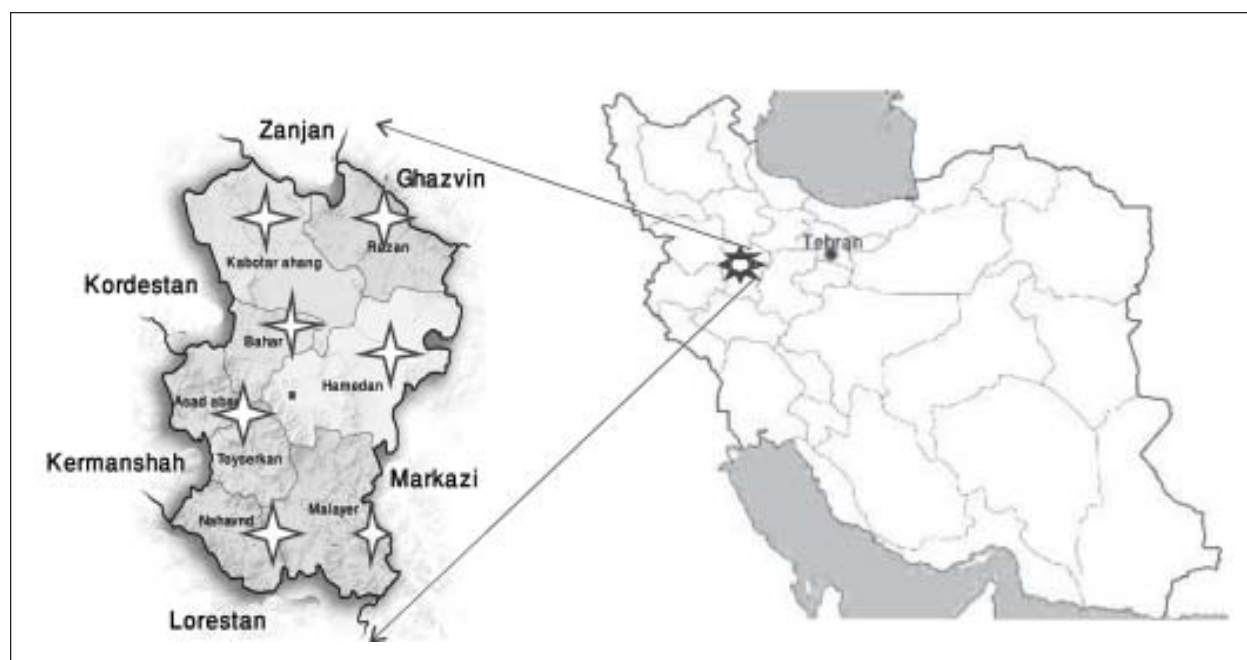 Zanjan
Ghazvin
Razan
Kabotar ahang
Kordestan
Bahar
Hamedan
Asad abad
Kermanshah
Toyserkan
Markazi
Nahavnd
Malayer
Lorestan
Tehran